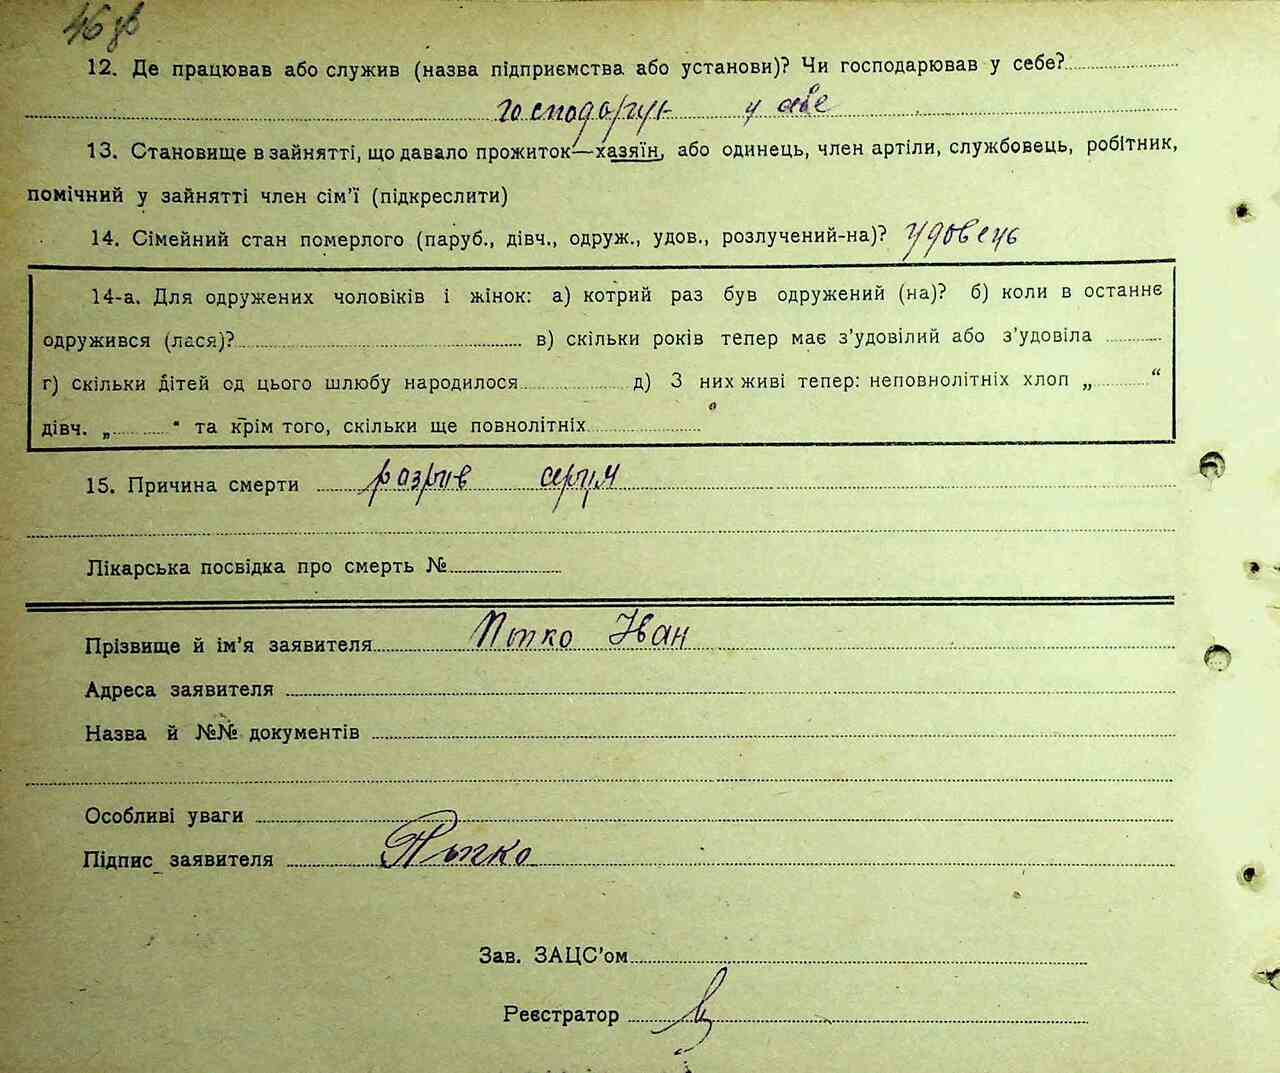 46 зв
12. Де працював або служив (назва підприємства або установи)? Чи господарював у себе?
господарув у себе
13. Становище в зайнятті, що давало прожиток—хазяїн, або одинець, член артіли, службовець, робітник,
помічний у зайнятті член сім'ї (підкреслити)
14. Сімейний стан померлого (паруб., дівч., одруж., удов., розлучений-на)? удовець
14-а. Для одружених чоловіків і жінок: а) котрий раз був одружений (на)? б) коли в останнє
одружився (лася)? в) скільки років тепер має з'удовілий або з'удовіла
г) скільки дітей од цього шлюбу народилося д) З них живі тепер: неповнолітніх хлоп „ “
дівч. „ “ та крім того, скільки ще повнолітніх
15. Причина смерти разрив серця
Лікарська посвідка про смерть №
Прізвище й ім'я заявителя Іван
Адреса заявителя
Назва й №№ документів
Особливі уваги
Підпис заявителя
Зав. ЗАЦС'ом
Реєстратор